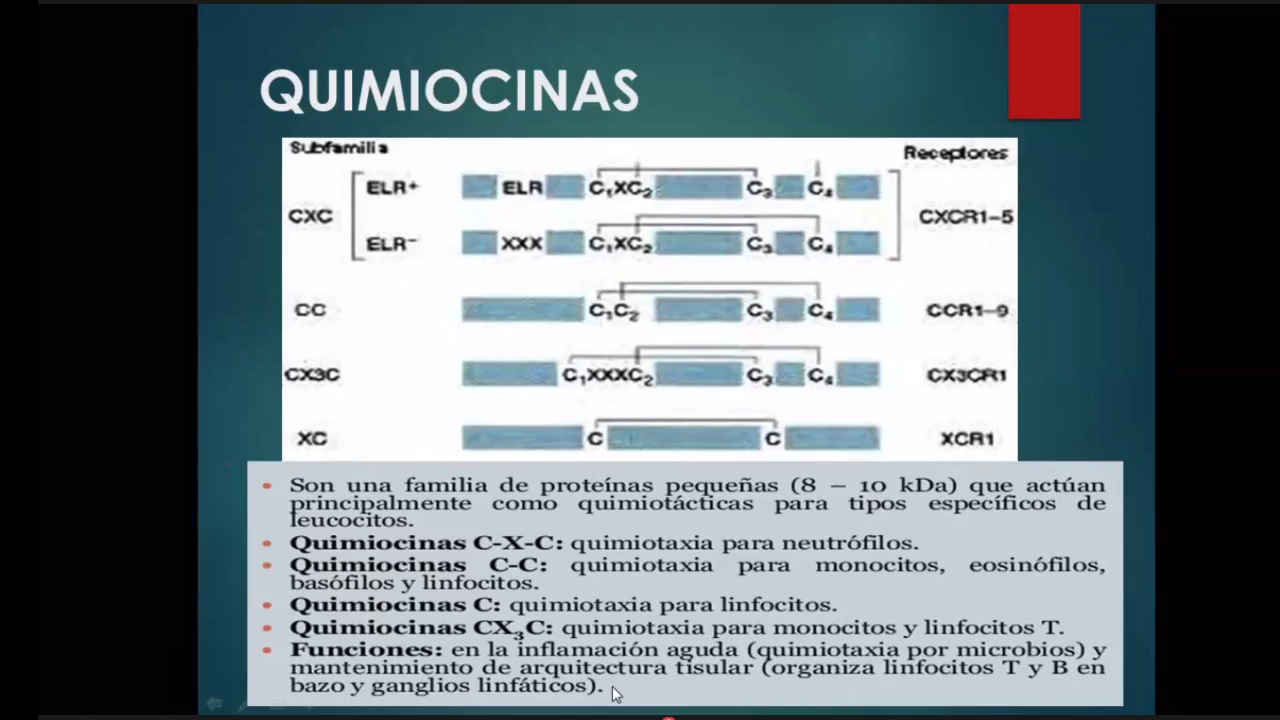 QUIMIOCINAS
Subfamilia
Receptores
ELR+ ELR C₁XC₂ C₃ C₄
CXC CXCR1-5
ELR- XXX C₁XC₂ C₃ C₄
CC C₁C₂ C₃ C₄ CCR1-9
CX3C C₁XXXC₂ C₃ C₄ CX3CR1
XC C C XCR1
• Son una familia de proteínas pequeñas (8 – 10 kDa) que actúan
principalmente como quimiotácticas para tipos específicos de
leucocitos.
• Quimiocinas C-X-C: quimiotaxia para neutrófilos.
• Quimiocinas C-C: quimiotaxia para monocitos, eosinófilos,
basófilos y linfocitos.
• Quimiocinas C: quimiotaxia para linfocitos.
• Quimiocinas CX₃C: quimiotaxia para monocitos y linfocitos T.
• Funciones: en la inflamación aguda (quimiotaxia por microbios) y
mantenimiento de arquitectura tisular (organiza linfocitos T y B en
bazo y ganglios linfáticos).